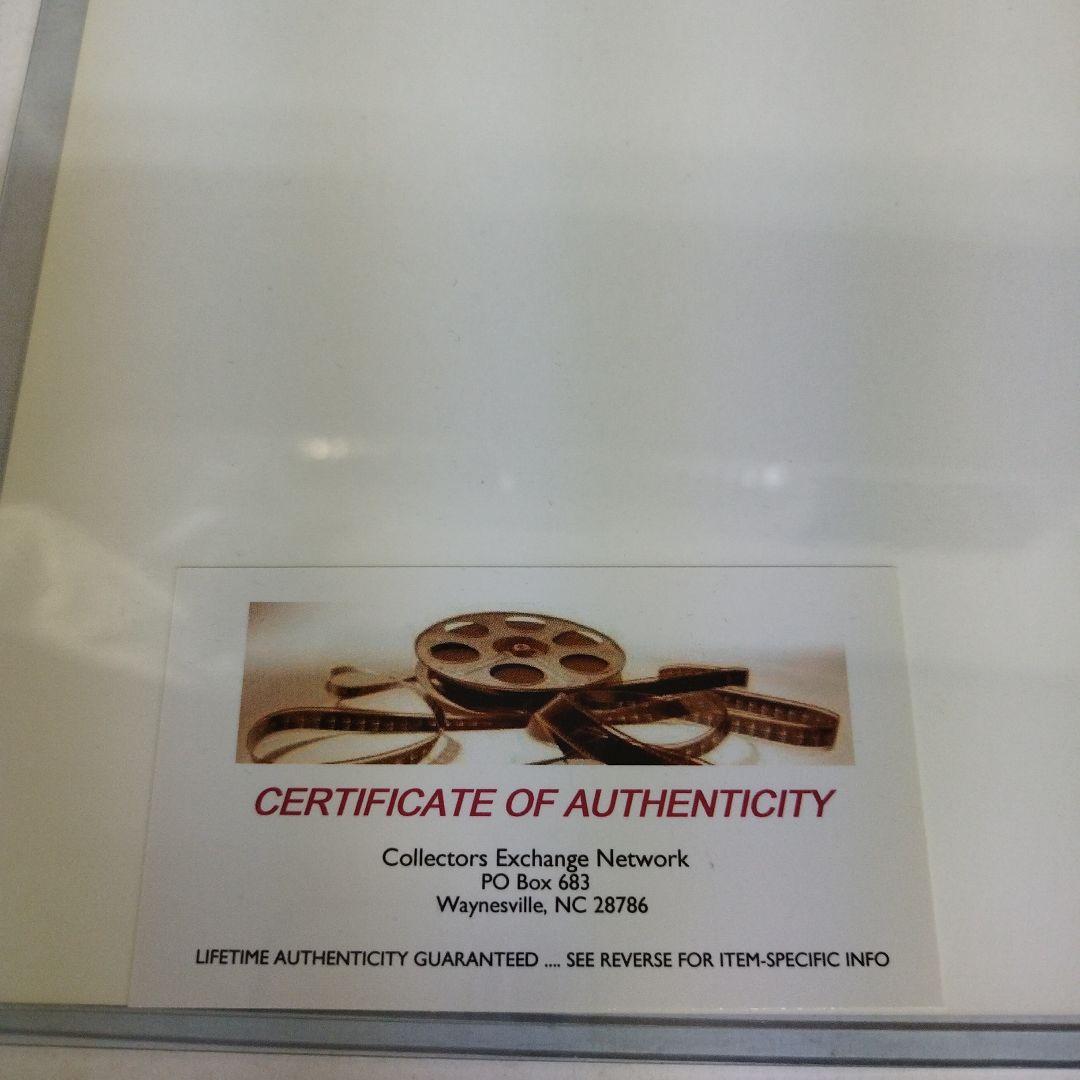 CERTIFICATE OF AUTHENTICITY
Collectors Exchange Network
PO Box 683
Waynesville, NC 28786
LIFETIME AUTHENTICITY GUARANTEED .... SEE REVERSE FOR ITEM-SPECIFIC INFO